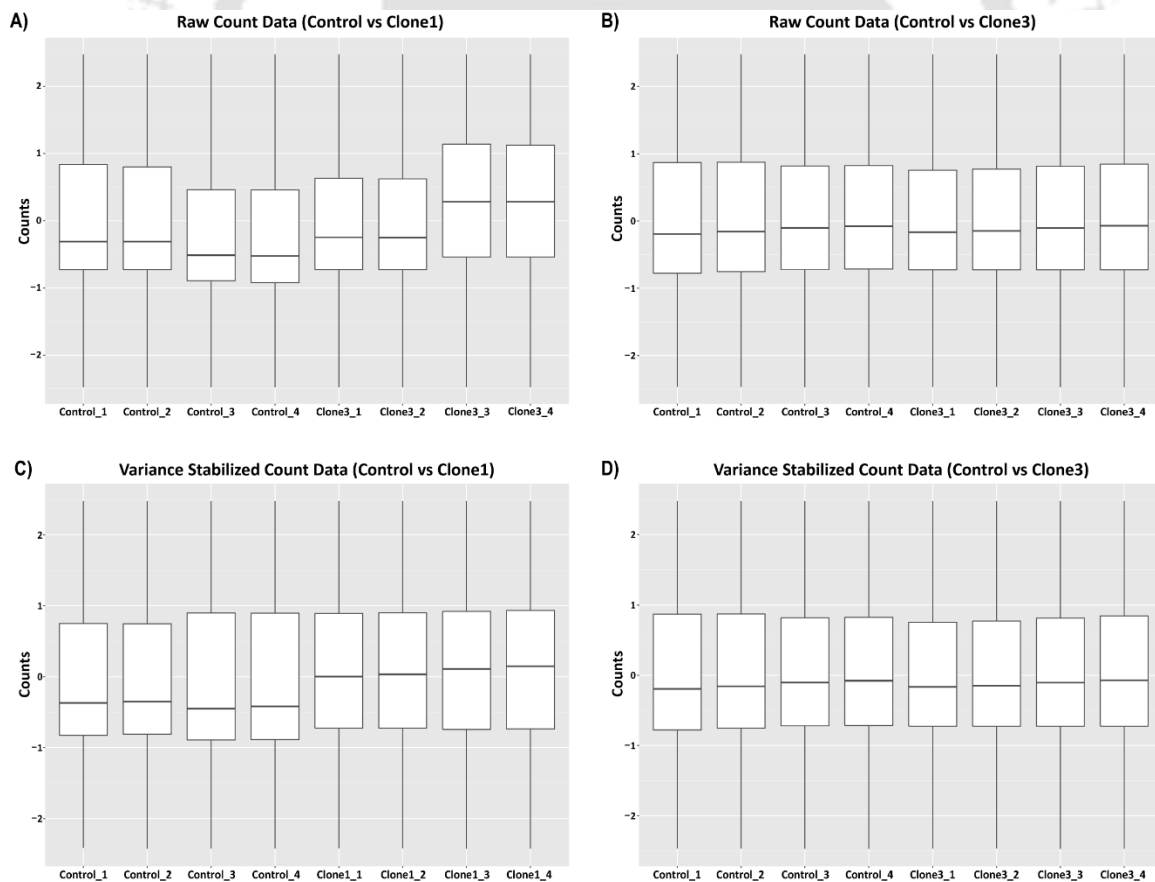 A) Raw Count Data (Control vs Clone1)
Counts
2
1
0
−1
−2
Control_1 Control_2 Control_3 Control_4 Clone3_1 Clone3_2 Clone3_3 Clone3_4
B) Raw Count Data (Control vs Clone3)
Counts
2
1
0
−1
−2
Control_1 Control_2 Control_3 Control_4 Clone3_1 Clone3_2 Clone3_3 Clone3_4
C) Variance Stabilized Count Data (Control vs Clone1)
Counts
2
1
0
−1
−2
Control_1 Control_2 Control_3 Control_4 Clone1_1 Clone1_2 Clone1_3 Clone1_4
D) Variance Stabilized Count Data (Control vs Clone3)
Counts
2
1
0
−1
−2
Control_1 Control_2 Control_3 Control_4 Clone3_1 Clone3_2 Clone3_3 Clone3_4